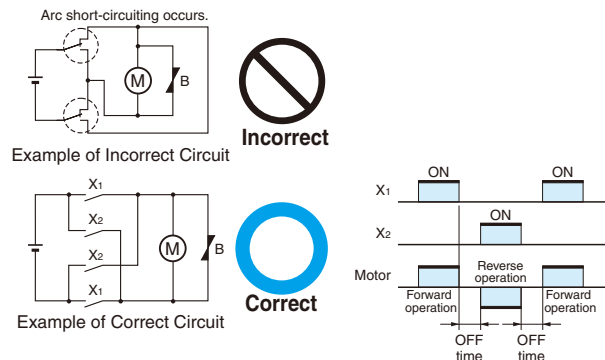 Arc short-circuiting occurs.
M
B
Incorrect
Example of Incorrect Circuit
X1
X2
X2
X1
M
B
Correct
Example of Correct Circuit
ON
ON
X1
ON
X2
Reverse
operation
Motor
Forward
operation
Forward
operation
OFF
time
OFF
time